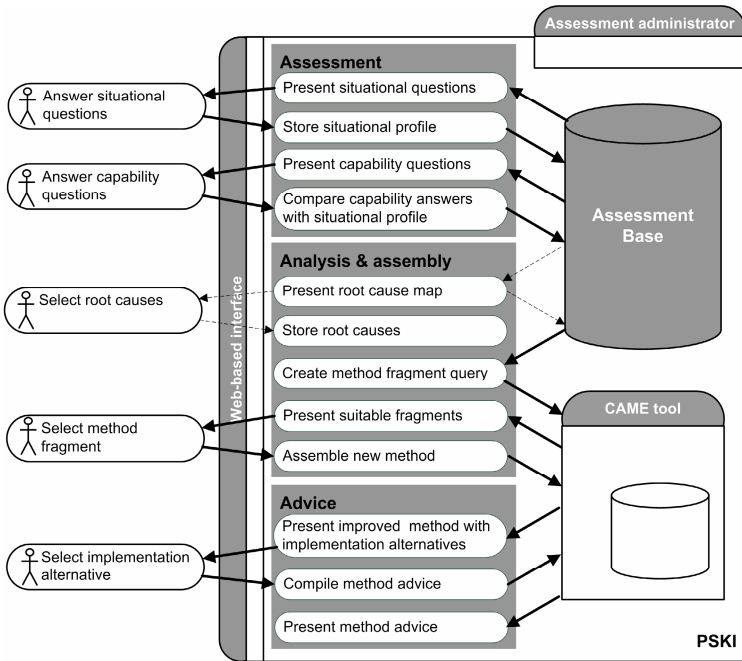 Assessment administrator
Assessment
Present situational questions
Answer situational
questions
Store situational profile
Present capability questions
Answer capability
questions
Compare capability answers
with situational profile
Assessment
Base
Analysis & assembly
Present root cause map
Select root causes
Store root causes
Web-based interface
Create method fragment query
CAME tool
Present suitable fragments
Select method
fragment
Assemble new method
Advice
Present improved method with
implementation alternatives
Select implementation
alternative
Compile method advice
Present method advice
PSKI